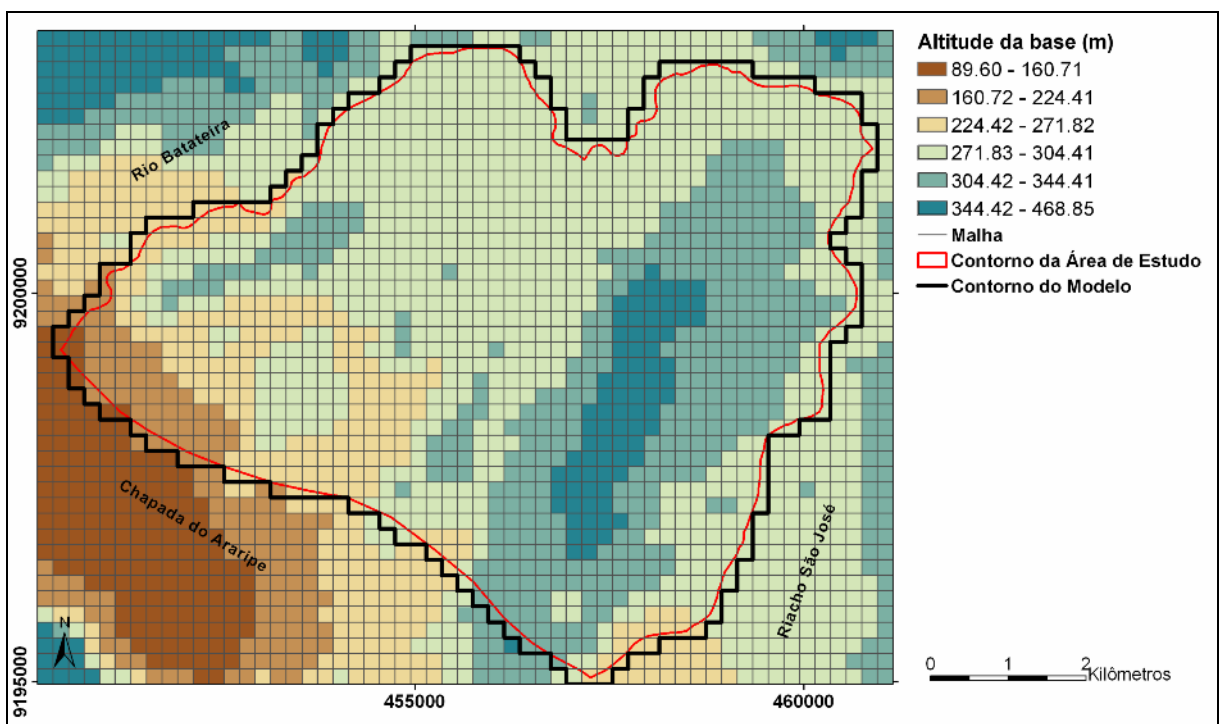 Altitude da base (m)
89.60 - 160.71
160.72 - 224.41
224.42 - 271.82
271.83 - 304.41
304.42 - 344.41
344.42 - 468.85
Malha
Contorno da Área de Estudo
Contorno do Modelo
Rio Batateira
Chapada do Araripe
Riacho São José
9200000
9195000
N
455000
460000
0 1 2
Kilômetros